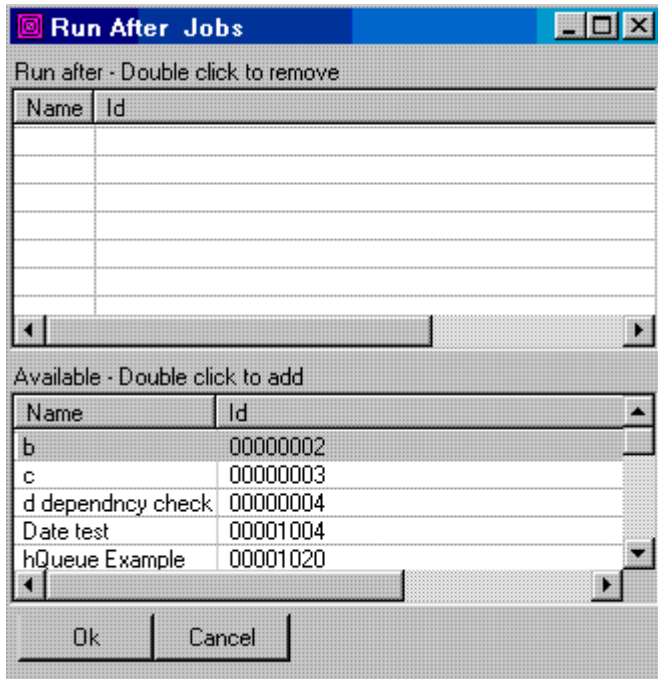 Run After Jobs
Run after - Double click to remove
Name Id
Available - Double click to add
Name Id
b 00000002
c 00000003
d dependncy check 00000004
Date test 00001004
hQueue Example 00001020
Ok Cancel